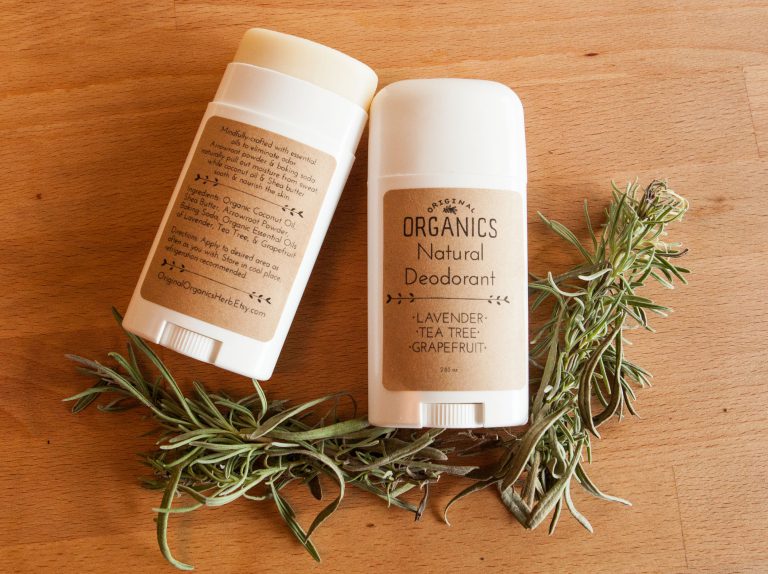 Mindfully-crafted with essential
oils to eliminate odor.
Arrowroot powder & baking soda
naturally pull out moisture from sweat
while coconut oil & Shea butter
sooth & nourish the skin.
Ingredients: Organic Coconut Oil,
Shea Butter, Arrowroot Powder,
Baking Soda, Organic Essential Oils
of Lavender, Tea Tree, & Grapefruit
Directions: Apply to desired area as
often as you wish. Store in cool place,
refrigeration recommended.
OriginalOrganicsHerb.Etsy.com
ORIGINAL
ORGANICS
Natural
Deodorant
·LAVENDER·
·TEA TREE·
·GRAPEFRUIT·